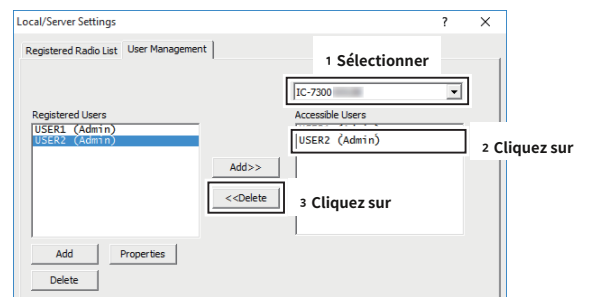 Local/Server Settings ? ×
Registered Radio List User Management
1 Sélectionner
IC-7300
Registered Users Accessible Users
USER1 (Admin)
USER2 (Admin)
USER2 (Admin)
2 Cliquez sur
Add>>
<<Delete
3 Cliquez sur
Add Properties
Delete